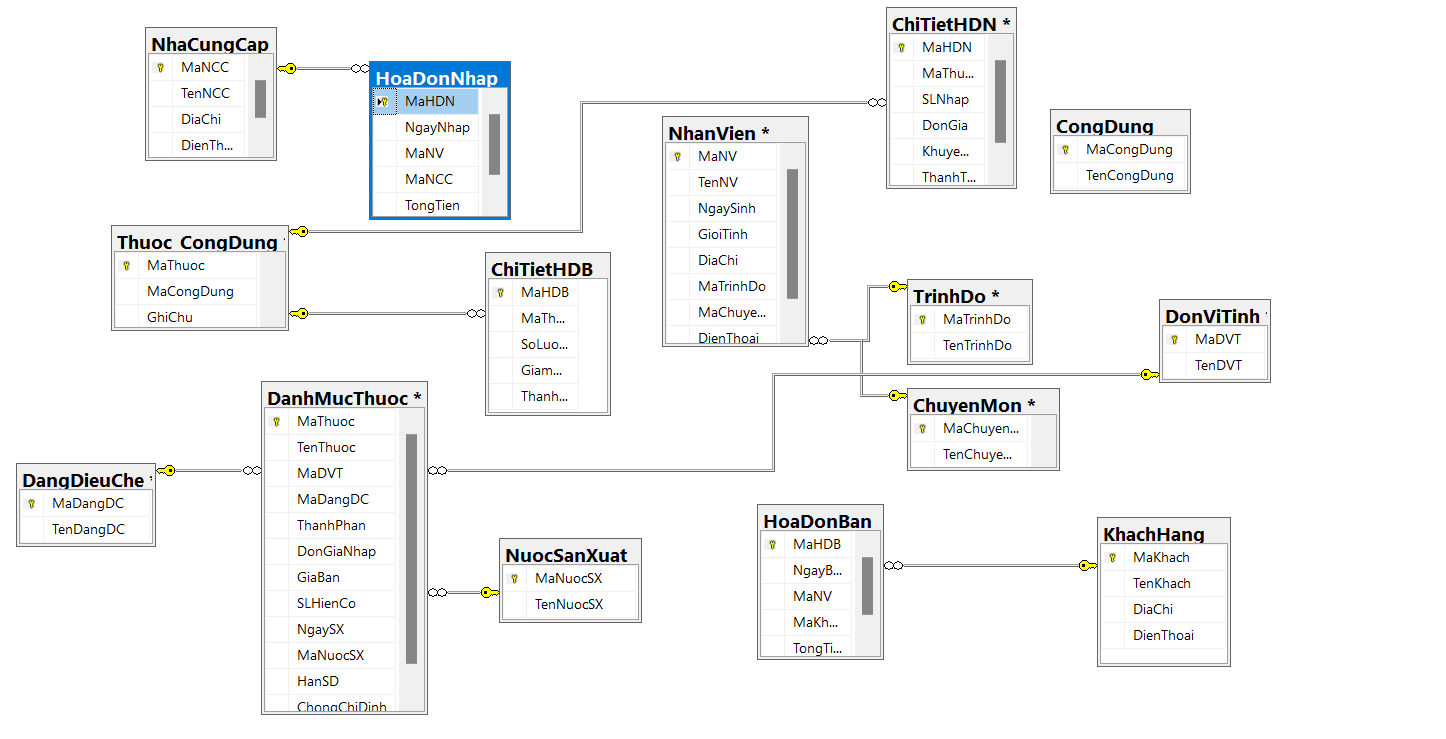 NhaCungCap
MaNCC
TenNCC
DiaChi
DienTh...
HoaDonNhap
MaHDN
NgayNhap
MaNV
MaNCC
TongTien
ChiTietHDN *
MaHDN
MaThu...
SLNhap
DonGia
Khuye...
ThanhT...
CongDung
MaCongDung
TenCongDung
NhanVien *
MaNV
TenNV
NgaySinh
GioiTinh
DiaChi
MaTrinhDo
MaChuye...
DienThoai
Thuoc_CongDung
MaThuoc
MaCongDung
GhiChu
ChiTietHDB
MaHDB
MaTh...
SoLuo...
Giam...
Thanh...
TrinhDo *
MaTrinhDo
TenTrinhDo
DonViTinh
MaDVT
TenDVT
ChuyenMon *
MaChuyen...
TenChuye...
DanhMucThuoc *
MaThuoc
TenThuoc
MaDVT
MaDangDC
ThanhPhan
DonGiaNhap
GiaBan
SLHienCo
NgaySX
MaNuocSX
HanSD
ChongChiDinh
DangDieuChe
MaDangDC
TenDangDC
NuocSanXuat
MaNuocSX
TenNuocSX
HoaDonBan
MaHDB
NgayB...
MaNV
MaKh...
TongTi...
KhachHang
MaKhach
TenKhach
DiaChi
DienThoai